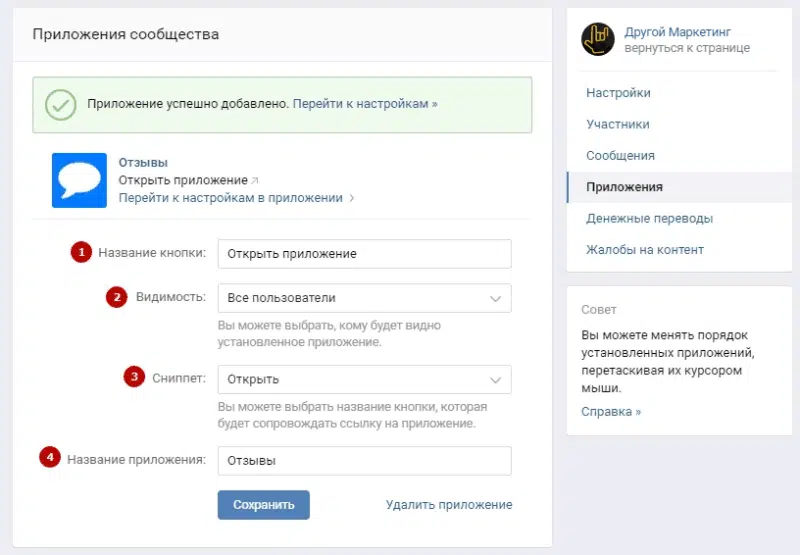 Приложения сообщества
Приложение успешно добавлено. Перейти к настройкам »
Отзывы
Открыть приложение
Перейти к настройкам в приложении
1 Название кнопки: Открыть приложение
2 Видимость: Все пользователи
Вы можете выбрать, кому будет видно
установленное приложение.
3 Сниппет: Открыть
Вы можете выбрать название кнопки, которая
будет сопровождать ссылку на приложение.
4 Название приложения: Отзывы
Сохранить Удалить приложение
Другой Маркетинг
вернуться к странице
Настройки
Участники
Сообщения
Приложения
Денежные переводы
Жалобы на контент
Совет
Вы можете менять порядок
установленных приложений,
перетаскивая их курсором
мыши.
Справка »